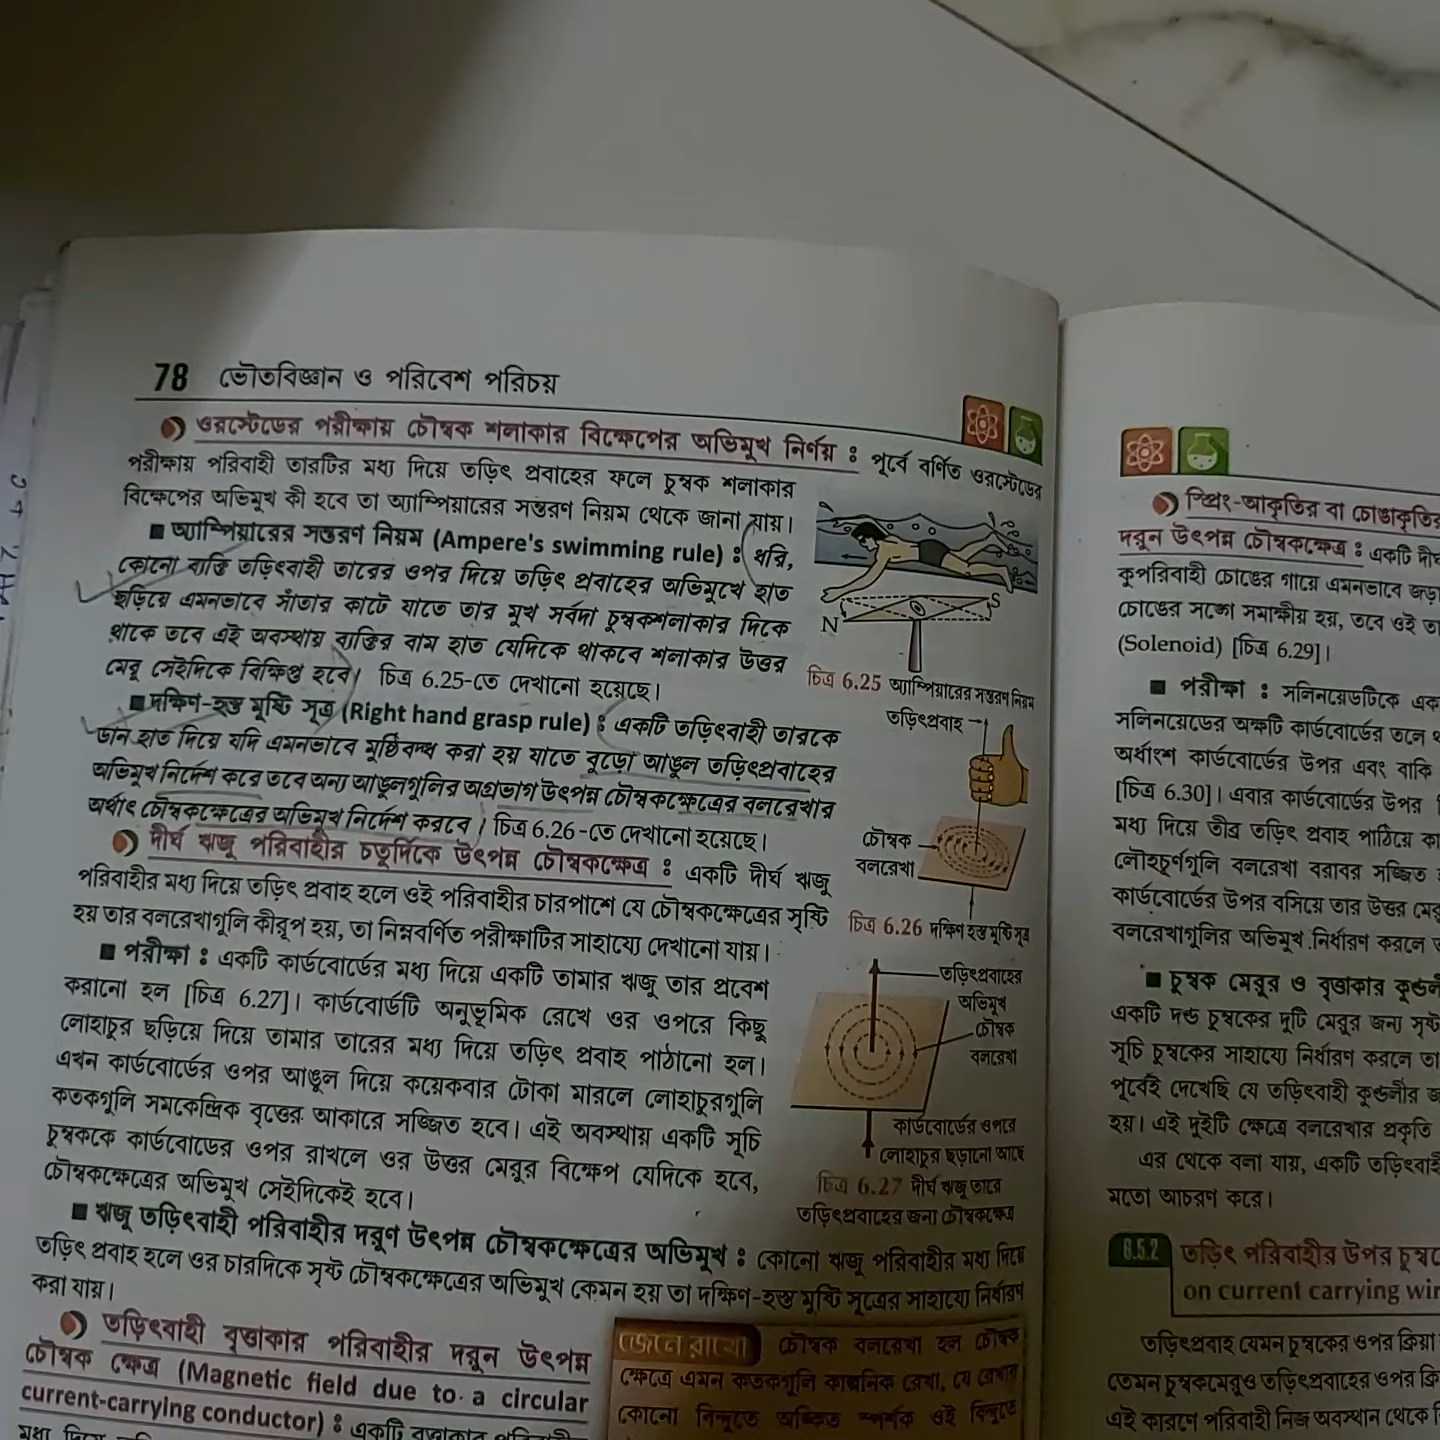 78 ভৌতবিজ্ঞান ও পরিবেশ পরিচয়
ওরস্টেডের পরীক্ষায় চৌম্বক শলাকার বিক্ষেপের অভিমুখ নির্ণয় : পূর্বে বর্ণিত ওরস্টেডের
পরীক্ষায় পরিবাহী তারটির মধ্য দিয়ে তড়িৎ প্রবাহের ফলে চুম্বক শলাকার
বিক্ষেপের অভিমুখ কী হবে তা অ্যাম্পিয়ারের সন্তরণ নিয়ম থেকে জানা যায়।
■ অ্যাম্পিয়ারের সন্তরণ নিয়ম (Ampere's swimming rule) : ধরি,
কোনো ব্যক্তি তড়িৎবাহী তারের ওপর দিয়ে তড়িৎ প্রবাহের অভিমুখে হাত
ছড়িয়ে এমনভাবে সাঁতার কাটে যাতে তার মুখ সর্বদা চুম্বকশলাকার দিকে
থাকে তবে এই অবস্থায় ব্যক্তির বাম হাত যেদিকে থাকবে শলাকার উত্তর
মেরু সেইদিকে বিক্ষিপ্ত হবে। চিত্র 6.25-তে দেখানো হয়েছে।
N
S
চিত্র 6.25 অ্যাম্পিয়ারের সন্তরণ নিয়ম
■ দক্ষিণ-হস্ত মুষ্টি সূত্র (Right hand grasp rule) : একটি তড়িৎবাহী তারকে
ডান হাত দিয়ে যদি এমনভাবে মুষ্ঠিবদ্ধ করা হয় যাতে বুড়ো আঙুল তড়িৎপ্রবাহের
অভিমুখ নির্দেশ করে তবে অন্য আঙুলগুলির অগ্রভাগ উৎপন্ন চৌম্বকক্ষেত্রের বলরেখার
অর্থাৎ চৌম্বকক্ষেত্রের অভিমুখ নির্দেশ করবে। চিত্র 6.26-তে দেখানো হয়েছে।
তড়িৎপ্রবাহ
চৌম্বক
বলরেখা
চিত্র 6.26 দক্ষিণ হস্ত মুষ্টি সূত্র
দীর্ঘ ঋজু পরিবাহীর চতুর্দিকে উৎপন্ন চৌম্বকক্ষেত্র : একটি দীর্ঘ ঋজু
পরিবাহীর মধ্য দিয়ে তড়িৎ প্রবাহ হলে ওই পরিবাহীর চারপাশে যে চৌম্বকক্ষেত্রের সৃষ্টি
হয় তার বলরেখাগুলি কীরূপ হয়, তা নিম্নবর্ণিত পরীক্ষাটির সাহায্যে দেখানো যায়।
■ পরীক্ষা : একটি কার্ডবোর্ডের মধ্য দিয়ে একটি তামার ঋজু তার প্রবেশ
করানো হল [চিত্র 6.27]। কার্ডবোর্ডটি অনুভূমিক রেখে ওর ওপরে কিছু
লোহাচুর ছড়িয়ে দিয়ে তামার তারের মধ্য দিয়ে তড়িৎ প্রবাহ পাঠানো হল।
এখন কার্ডবোর্ডের ওপর আঙুল দিয়ে কয়েকবার টোকা মারলে লোহাচুরগুলি
কতকগুলি সমকেন্দ্রিক বৃত্তের আকারে সজ্জিত হবে। এই অবস্থায় একটি সূচি
চুম্বককে কার্ডবোর্ডের ওপর রাখলে ওর উত্তর মেরুর বিক্ষেপ যেদিকে হবে,
চৌম্বকক্ষেত্রের অভিমুখ সেইদিকেই হবে।
তড়িৎপ্রবাহের
অভিমুখ
চৌম্বক
বলরেখা
কার্ডবোর্ডের ওপরে
লোহাচুর ছড়ানো আছে
চিত্র 6.27 দীর্ঘ ঋজু তারে
তড়িৎপ্রবাহের জন্য চৌম্বকক্ষেত্র
■ ঋজু তড়িৎবাহী পরিবাহীর দরুণ উৎপন্ন চৌম্বকক্ষেত্রের অভিমুখ : কোনো ঋজু পরিবাহীর মধ্য দিয়ে
তড়িৎ প্রবাহ হলে ওর চারদিকে সৃষ্ট চৌম্বকক্ষেত্রের অভিমুখ কেমন হয় তা দক্ষিণ-হস্ত মুষ্টি সূত্রের সাহায্যে নির্ধারণ
করা যায়।
তড়িৎবাহী বৃত্তাকার পরিবাহীর দরুন উৎপন্ন
চৌম্বক ক্ষেত্র (Magnetic field due to a circular
current-carrying conductor) : একটি বৃত্তাকার পরিবাহীর
জেনে রাখো চৌম্বক বলরেখা হল চৌম্বক
ক্ষেত্রে এমন কতকগুলি কাল্পনিক রেখা, যে রেখার
কোনো বিন্দুতে অঙ্কিত স্পর্শক ওই বিন্দুতে
স্প্রিং-আকৃতির বা চোঙাকৃতির
দরুন উৎপন্ন চৌম্বকক্ষেত্র : একটি দীর্ঘ
কুপরিবাহী চোঙের গায়ে এমনভাবে
চোঙের সঙ্গে সমাক্ষীয় হয়, তবে ওই
(Solenoid) [চিত্র 6.29]।
■ পরীক্ষা : সলিনয়েডটিকে
সলিনয়েডের অক্ষটি কার্ডবোর্ডের তলে
অর্ধাংশ কার্ডবোর্ডের উপর এবং বাকি
[চিত্র 6.30]। এবার কার্ডবোর্ডের উপর
মধ্য দিয়ে তীব্র তড়িৎ প্রবাহ পাঠিয়ে
লৌহচূর্ণগুলি বলরেখা বরাবর সজ্জিত
কার্ডবোর্ডের উপর বসিয়ে তার উত্তর
বলরেখাগুলির অভিমুখ নির্ধারণ করলে
■ চুম্বক মেরুর ও বৃত্তাকার
একটি দণ্ড চুম্বকের দুটি মেরুর জন্য সৃষ্ট
সূচি চুম্বকের সাহায্যে নির্ধারণ করলে
পূর্বেই দেখেছি যে তড়িৎবাহী কুণ্ডলীর
হয়। এই দুইটি ক্ষেত্রে বলরেখার প্রকৃতি
এর থেকে বলা যায়, একটি তড়িৎবাহী
মতো আচরণ করে।
6.5.2 তড়িৎ পরিবাহীর উপর
on current carrying
তড়িৎপ্রবাহ যেমন চুম্বকের ওপর ক্রিয়া
তেমন চুম্বকমেরুও তড়িৎপ্রবাহের ওপর
এই কারণে পরিবাহী নিজ অবস্থান থেকে